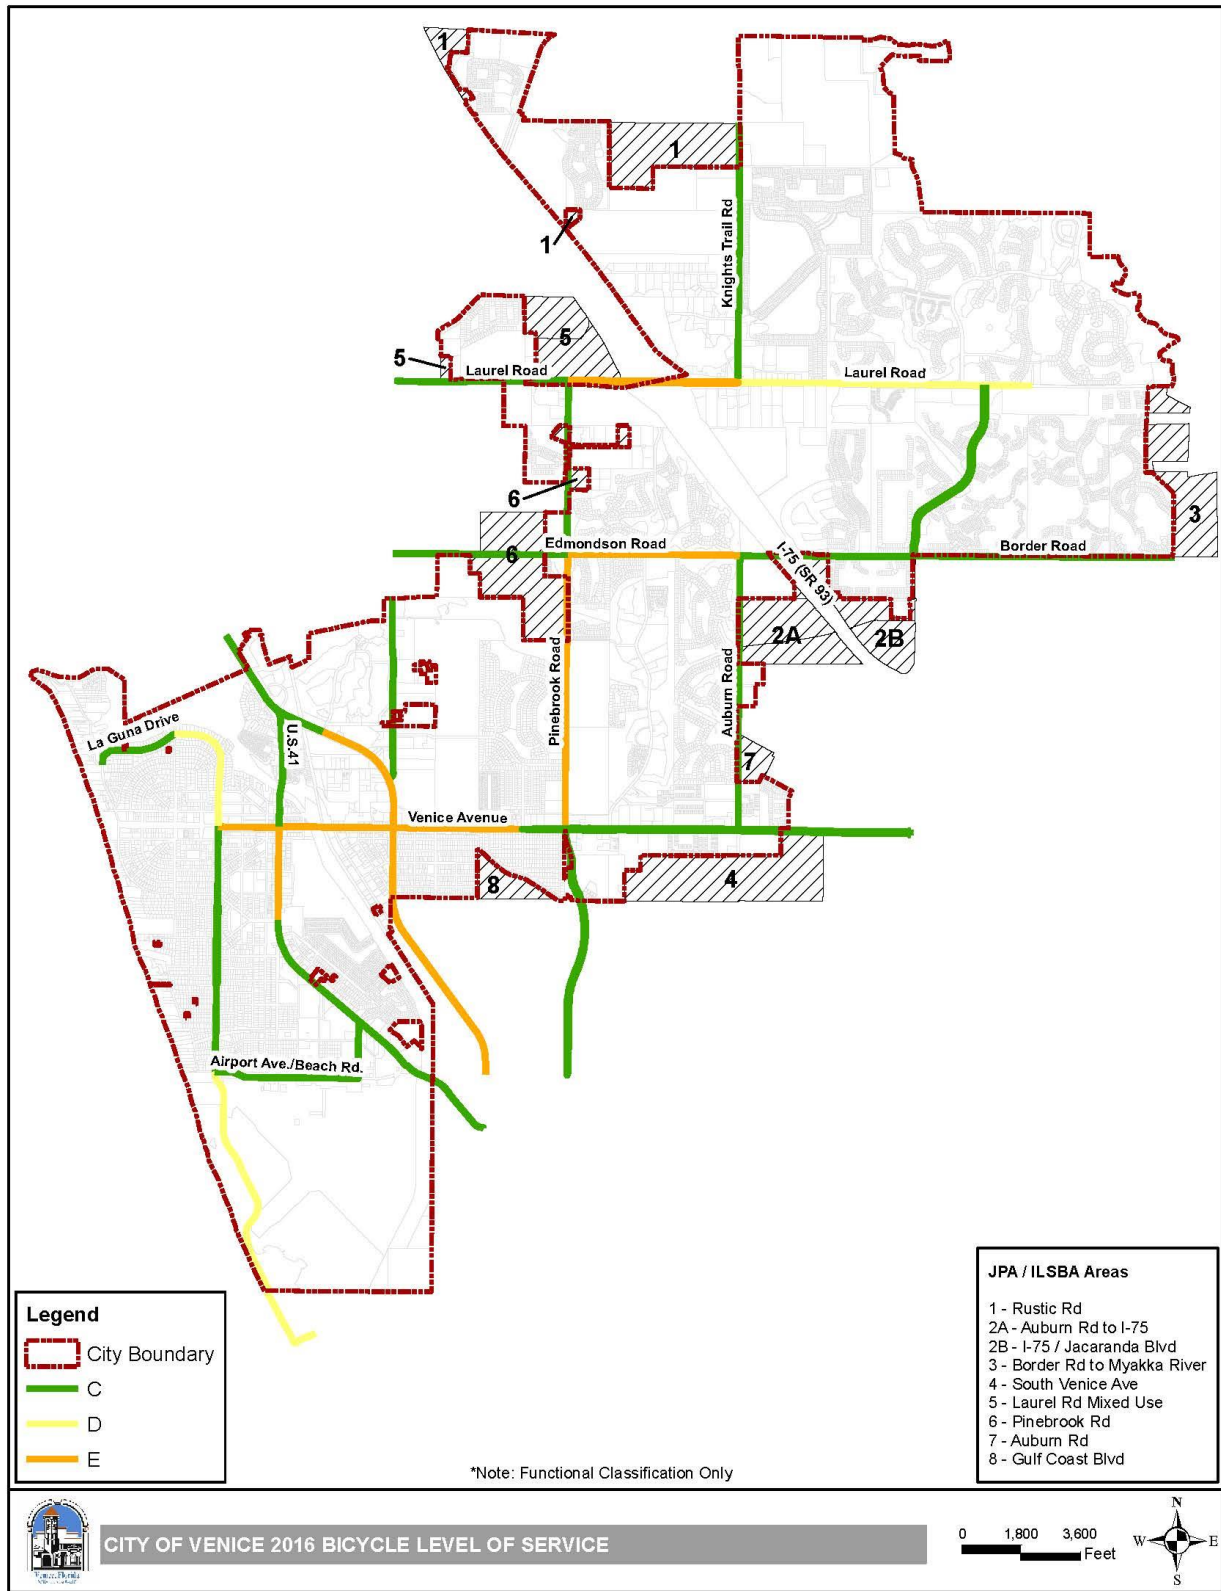 1
1
Knights Trail Rd
1
5
5
Laurel Road
Laurel Road
6
3
6
Edmondson Road
I-75 (SR 93)
Border Road
2A
2B
Pinebrook Road
Auburn Road
La Guna Drive
U.S.41
7
Venice Avenue
8
4
Airport Ave./Beach Rd.
JPA / ILSBA Areas
1 - Rustic Rd
2A - Auburn Rd to I-75
2B - I-75 / Jacaranda Blvd
3 - Border Rd to Myakka River
4 - South Venice Ave
5 - Laurel Rd Mixed Use
6 - Pinebrook Rd
7 - Auburn Rd
8 - Gulf Coast Blvd
Legend
City Boundary
C
D
E
*Note: Functional Classification Only
Venice, Florida
CITY OF VENICE 2016 BICYCLE LEVEL OF SERVICE
0 1,800 3,600
Feet
N
W E
S